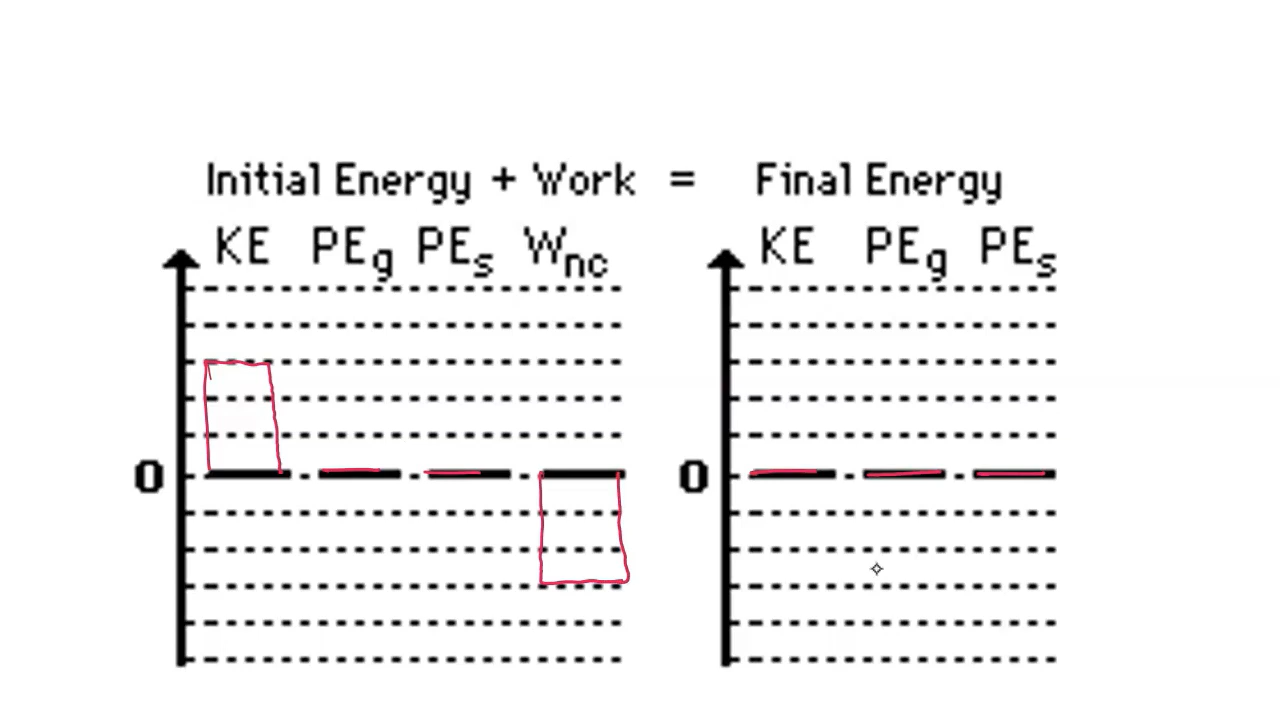 Initial Energy + Work = Final Energy
KE PEg PEs Wnc KE PEg PEs
0 0